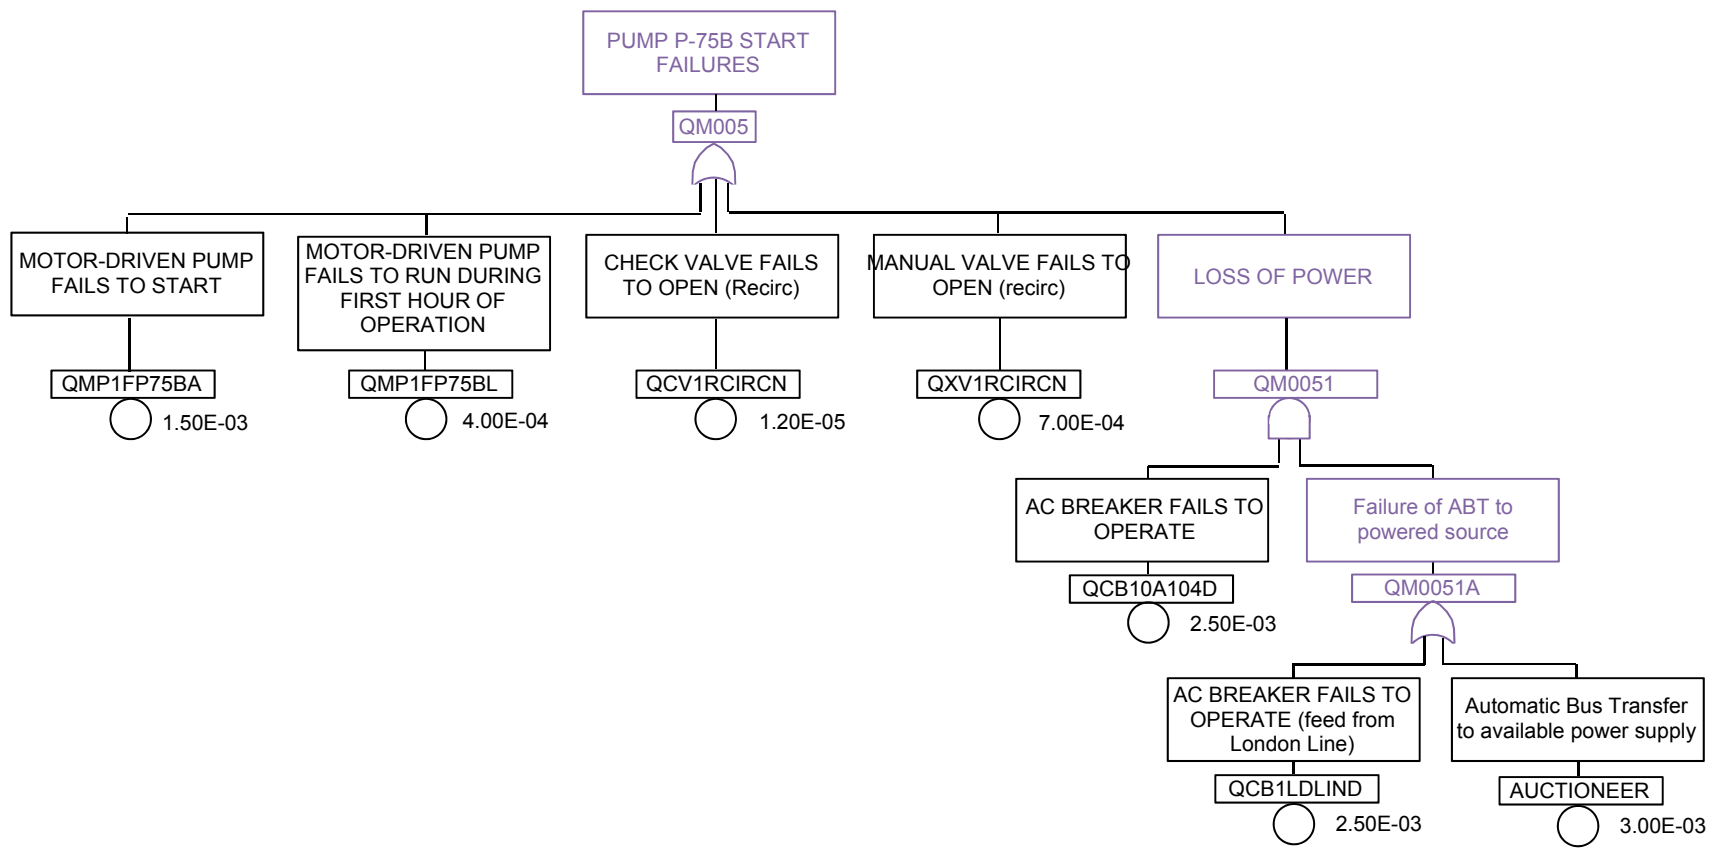 PUMP P-75B START
FAILURES
QM005
MOTOR-DRIVEN PUMP
FAILS TO START
MOTOR-DRIVEN PUMP
FAILS TO RUN DURING
FIRST HOUR OF
OPERATION
CHECK VALVE FAILS
TO OPEN (Recirc)
MANUAL VALVE FAILS TO
OPEN (recirc)
LOSS OF POWER
QMP1FP75BA
1.50E-03
QMP1FP75BL
4.00E-04
QCV1RCIRCN
1.20E-05
QXV1RCIRCN
7.00E-04
QM0051
AC BREAKER FAILS TO
OPERATE
Failure of ABT to
powered source
QCB10A104D
2.50E-03
QM0051A
AC BREAKER FAILS TO
OPERATE (feed from
London Line)
Automatic Bus Transfer
to available power supply
QCB1LDLIND
2.50E-03
AUCTIONEER
3.00E-03